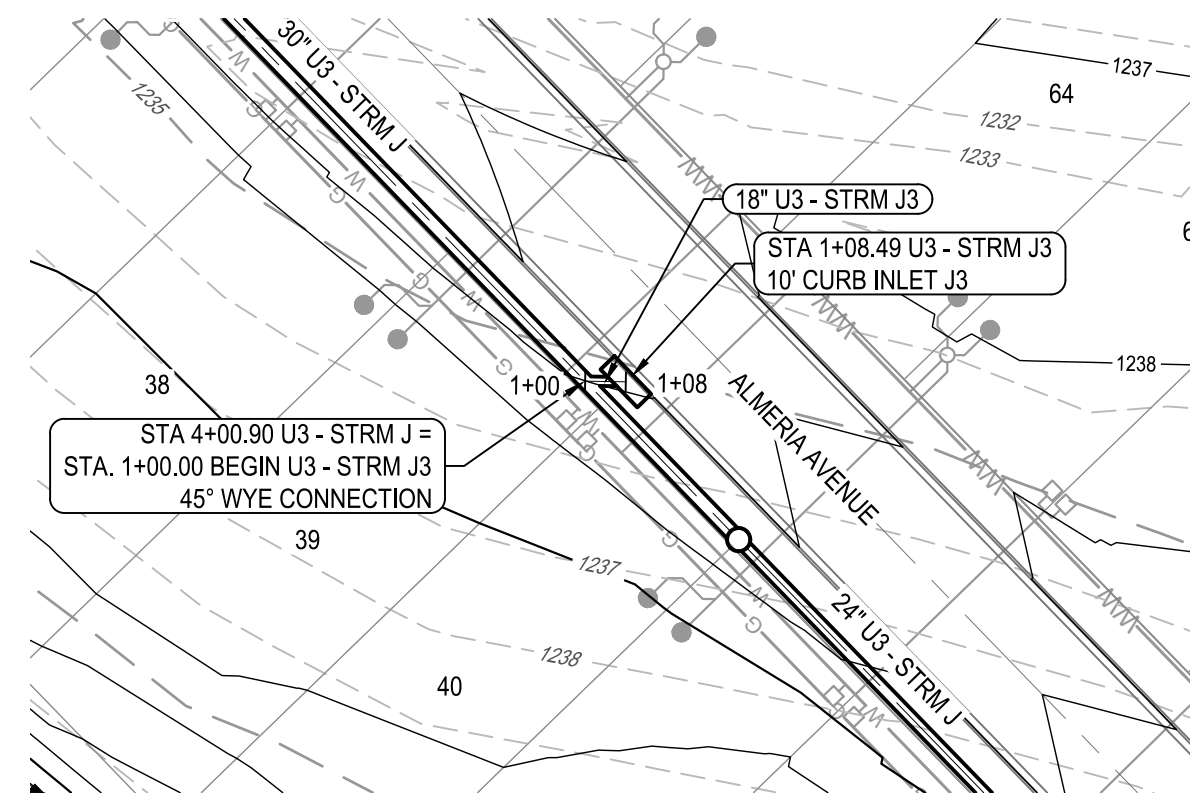 30" U3 - STRM J
1235
1237
64
1232
1233
18" U3 - STRM J3
STA 1+08.49 U3 - STRM J3
10' CURB INLET J3
6
W
G
W
G
G
W
G
1238
38
1+00
1+08
ALMERIA AVENUE
STA 4+00.90 U3 - STRM J =
STA. 1+00.00 BEGIN U3 - STRM J3
45° WYE CONNECTION
W
G
39
1237
G
W
G
24" U3 - STRM J
1238
40
G
W